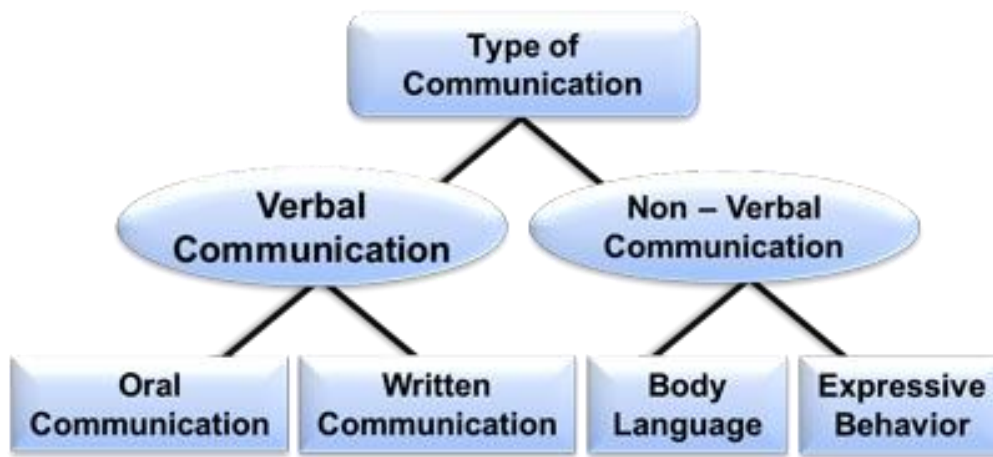 Type of
Communication
Verbal
Communication
Non – Verbal
Communication
Oral
Communication
Written
Communication
Body
Language
Expressive
Behavior